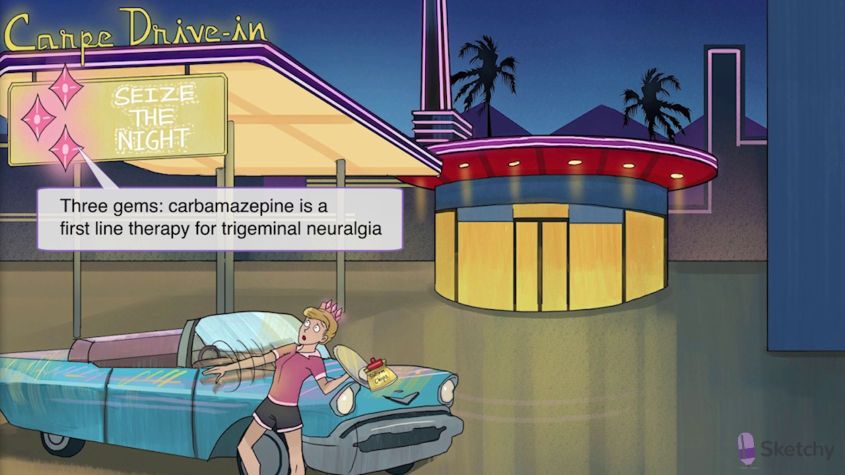 Carpe Drive-in
SEIZE
THE
NIGHT
Three gems: carbamazepine is a
first line therapy for trigeminal neuralgia
Sketchy